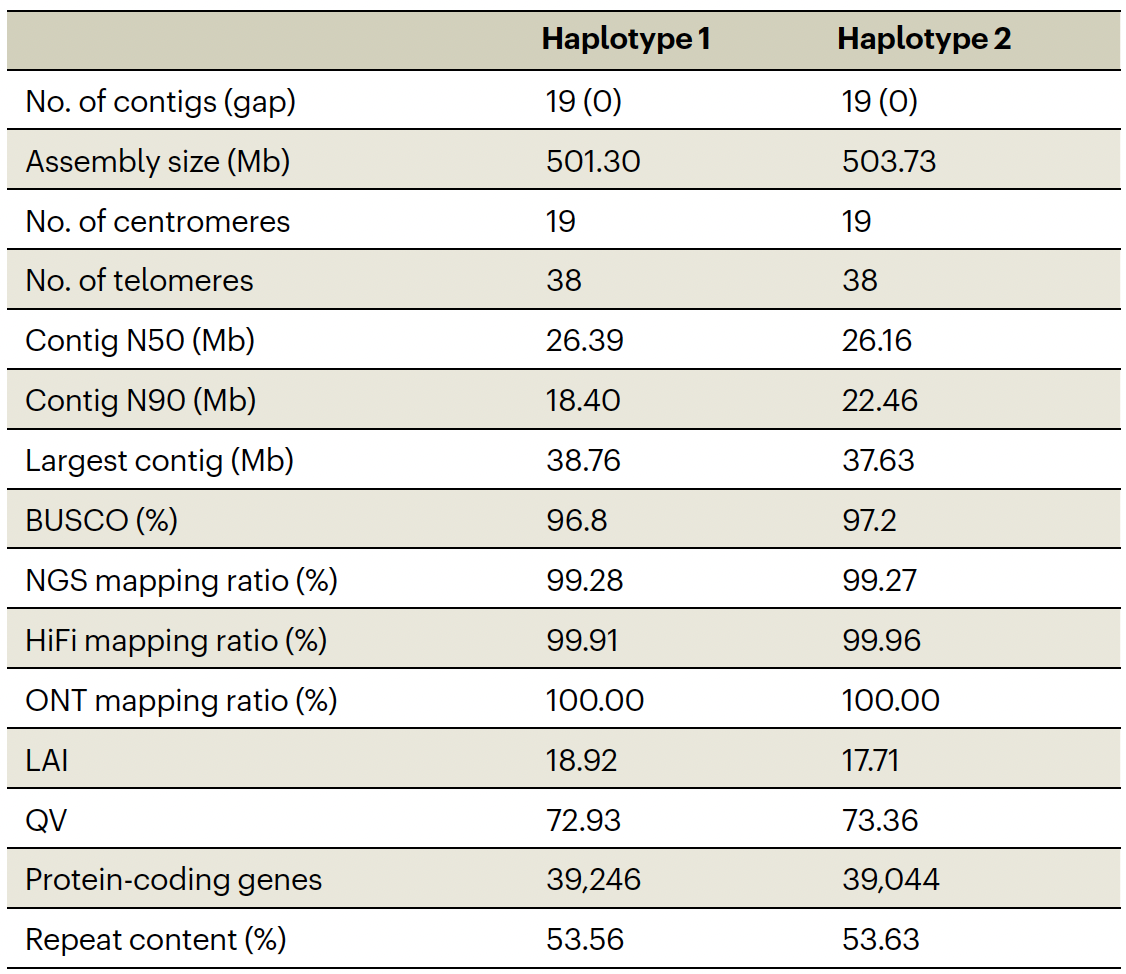 Haplotype 1 Haplotype 2
No. of contigs (gap) 19 (0) 19 (0)
Assembly size (Mb) 501.30 503.73
No. of centromeres 19 19
No. of telomeres 38 38
Contig N50 (Mb) 26.39 26.16
Contig N90 (Mb) 18.40 22.46
Largest contig (Mb) 38.76 37.63
BUSCO (%) 96.8 97.2
NGS mapping ratio (%) 99.28 99.27
HiFi mapping ratio (%) 99.91 99.96
ONT mapping ratio (%) 100.00 100.00
LAI 18.92 17.71
QV 72.93 73.36
Protein-coding genes 39,246 39,044
Repeat content (%) 53.56 53.63